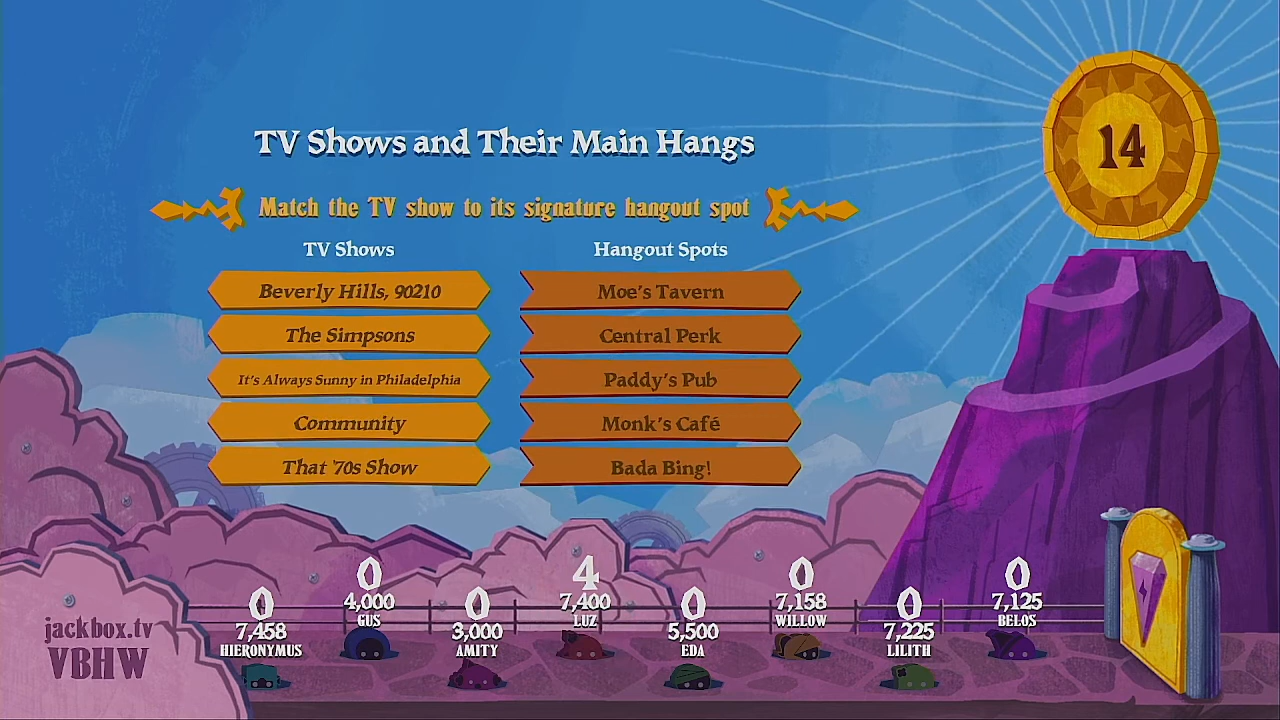 14
TV Shows and Their Main Hangs
Match the TV show to its signature hangout spot
TV Shows
Hangout Spots
Beverly Hills, 90210
Moe's Tavern
The Simpsons
Central Perk
It's Always Sunny in Philadelphia
Paddy's Pub
Community
Monk's Café
That '70s Show
Bada Bing!
0
7,458
HIERONYMUS
0
4,000
GUS
0
3,000
AMITY
4
7,400
LUZ
0
5,500
EDA
0
7,158
WILLOW
0
7,225
LILITH
0
7,125
BELOS
jackbox.tv
VBHW